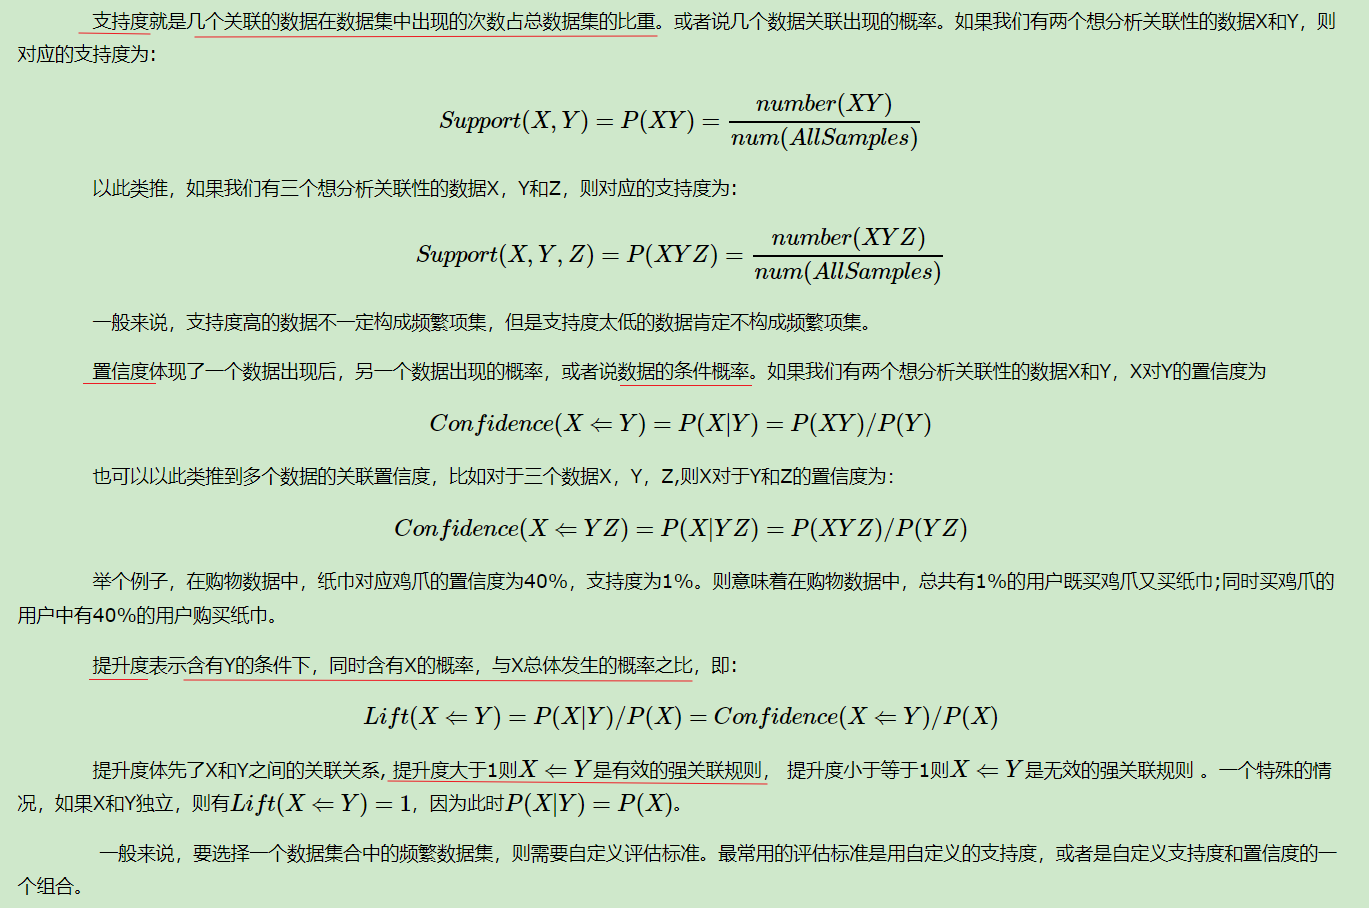 支持度就是几个关联的数据在数据集中出现的次数占总数据集的比重。或者说几个数据关联出现的概率。如果我们有两个想分析关联性的数据X和Y，则
对应的支持度为：
Support(X,Y) = P(XY) = number(XY) / num(AllSamples)
以此类推，如果我们有三个想分析关联性的数据X，Y和Z，则对应的支持度为：
Support(X,Y,Z) = P(XYZ) = number(XYZ) / num(AllSamples)
一般来说，支持度高的数据不一定构成频繁项集，但是支持度太低的数据肯定不构成频繁项集。
置信度体现了一个数据出现后，另一个数据出现的概率，或者说数据的条件概率。如果我们有两个想分析关联性的数据X和Y，X对Y的置信度为
Confidence(X ⇐ Y) = P(X|Y) = P(XY)/P(Y)
也可以以此类推到多个数据的关联置信度，比如对于三个数据X，Y，Z,则X对于Y和Z的置信度为：
Confidence(X ⇐ YZ) = P(X|YZ) = P(XYZ)/P(YZ)
举个例子，在购物数据中，纸巾对应鸡爪的置信度为40%，支持度为1%。则意味着在购物数据中，总共有1%的用户既买鸡爪又买纸巾;同时买鸡爪的
用户中有40%的用户购买纸巾。
提升度表示含有Y的条件下，同时含有X的概率，与X总体发生的概率之比，即：
Lift(X ⇐ Y) = P(X|Y)/P(X) = Confidence(X ⇐ Y)/P(X)
提升度体先了X和Y之间的关联关系, 提升度大于1则X ⇐ Y是有效的强关联规则， 提升度小于等于1则X ⇐ Y是无效的强关联规则 。一个特殊的情
况，如果X和Y独立，则有Lift(X ⇐ Y) = 1，因为此时P(X|Y) = P(X)。
一般来说，要选择一个数据集合中的频繁数据集，则需要自定义评估标准。最常用的评估标准是用自定义的支持度，或者是自定义支持度和置信度的一
个组合。